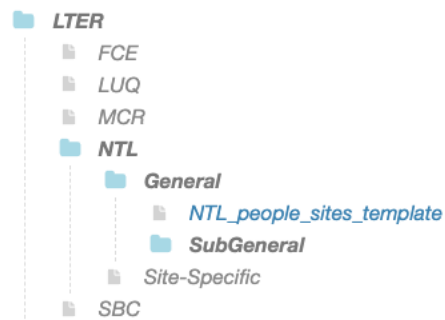 LTER
FCE
LUQ
MCR
NTL
General
NTL_people_sites_template
SubGeneral
Site-Specific
SBC